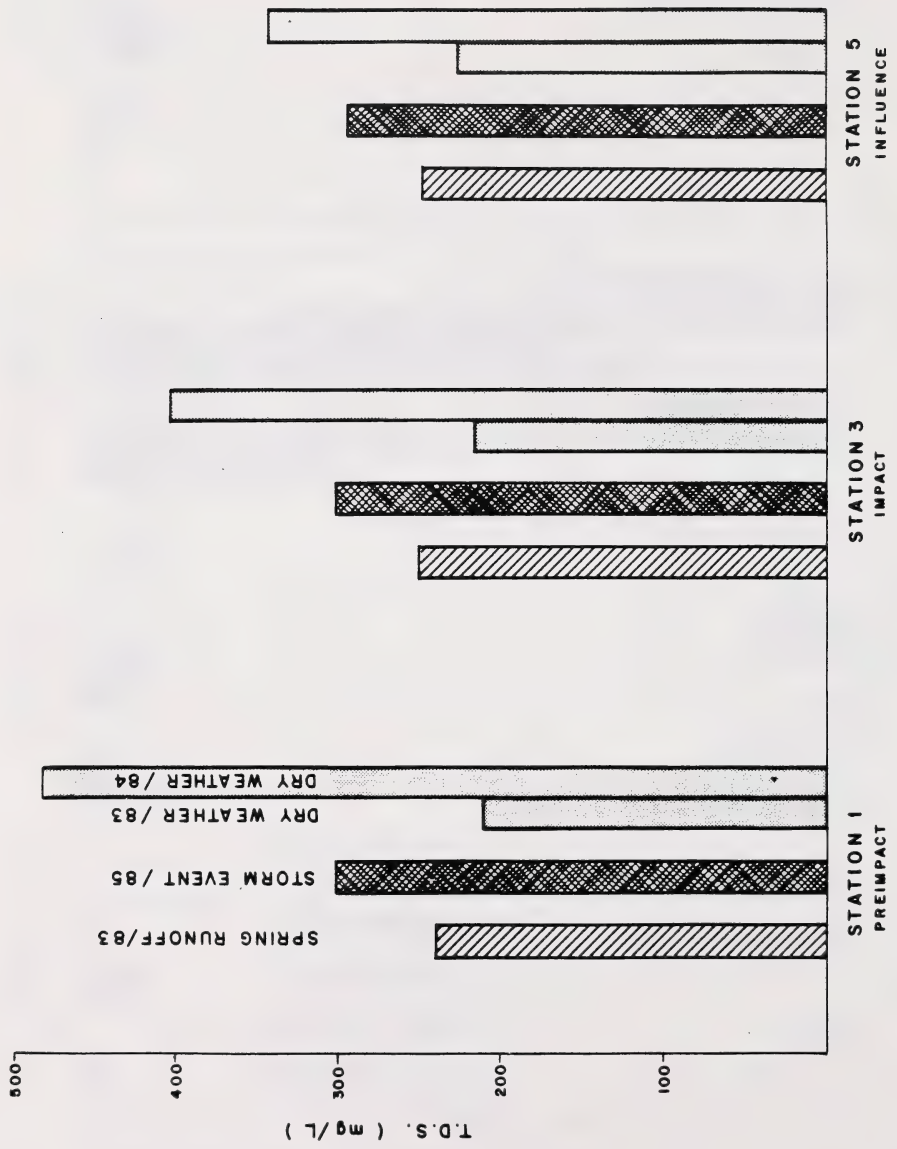 T.D.S. ( mg/L )
500
400
300
200
100
SPRING RUNOFF/83
STORM EVENT /85
DRY WEATHER /83
DRY WEATHER /84
STATION 1
PREIMPACT
STATION 3
IMPACT
STATION 5
INFLUENCE